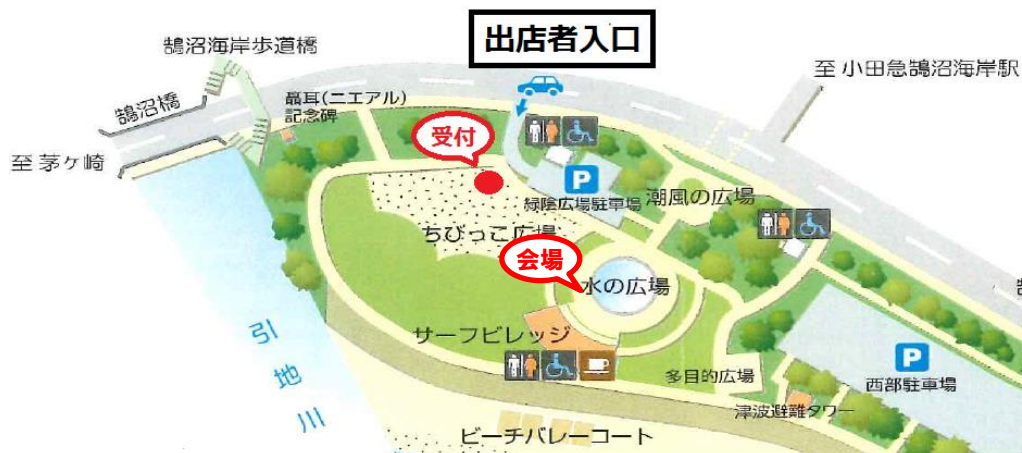 出店者入口
鵠沼海岸歩道橋
至 小田急鵠沼海岸駅
鵠沼橋
聶耳(ニエアル)
記念碑
受付
至 茅ヶ崎
P
緑陰広場駐車場
潮風の広場
ちびっこ広場
会場
水の広場
引地川
サーフビレッジ
P
西部駐車場
多目的広場
津波避難タワー
ビーチバレーコート